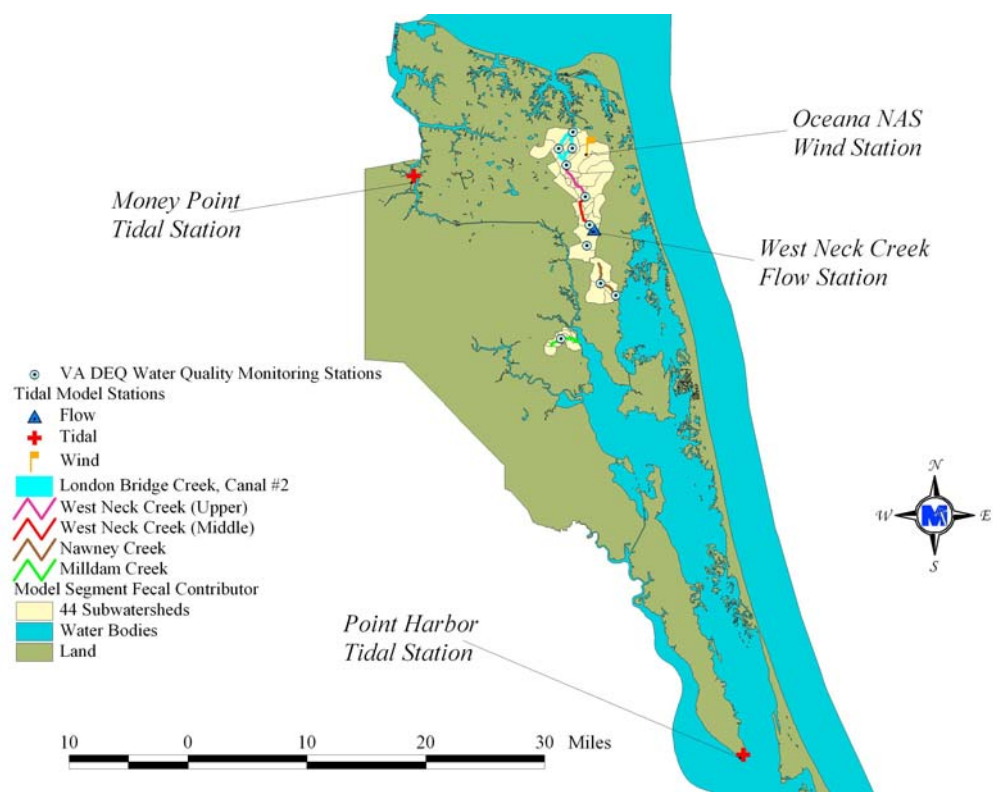 Oceana NAS
Wind Station
Money Point
Tidal Station
West Neck Creek
Flow Station
VA DEQ Water Quality Monitoring Stations
Tidal Model Stations
Flow
Tidal
Wind
London Bridge Creek, Canal #2
West Neck Creek (Upper)
West Neck Creek (Middle)
Nawney Creek
Milldam Creek
Model Segment Fecal Contributor
44 Subwatersheds
Water Bodies
Land
N
W
E
S
Point Harbor
Tidal Station
10 0 10 20 30 Miles